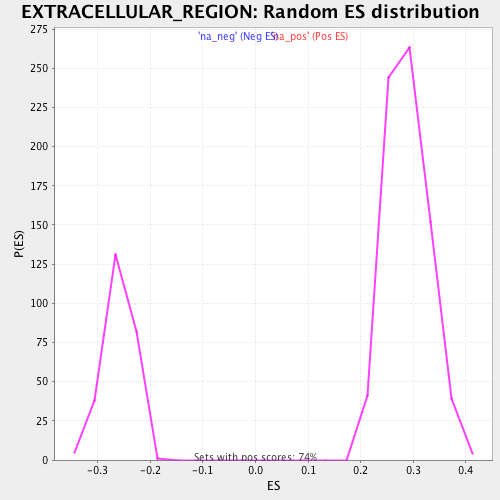 EXTRACELLULAR_REGION: Random ES distribution
'na_neg' (Neg ES) 'na_pos' (Pos ES)
275
250
225
200
175
150
125
100
75
50
25
0
P(ES)
Sets with pos scores: 74%
-0.3 -0.2 -0.1 0.0 0.1 0.2 0.3 0.4
ES